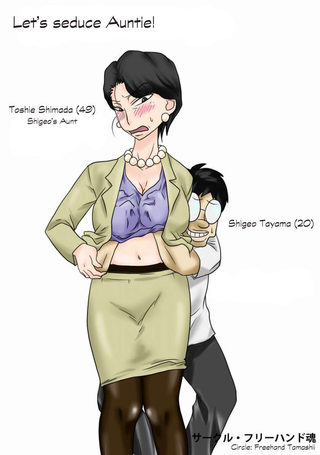 Let's seduce Auntie!
Toshie Shimada (49)
Shigeo's Aunt
Shigeo Tayama (20)
サークル・フリーハンド魂
Circle: Freehand Tamashii